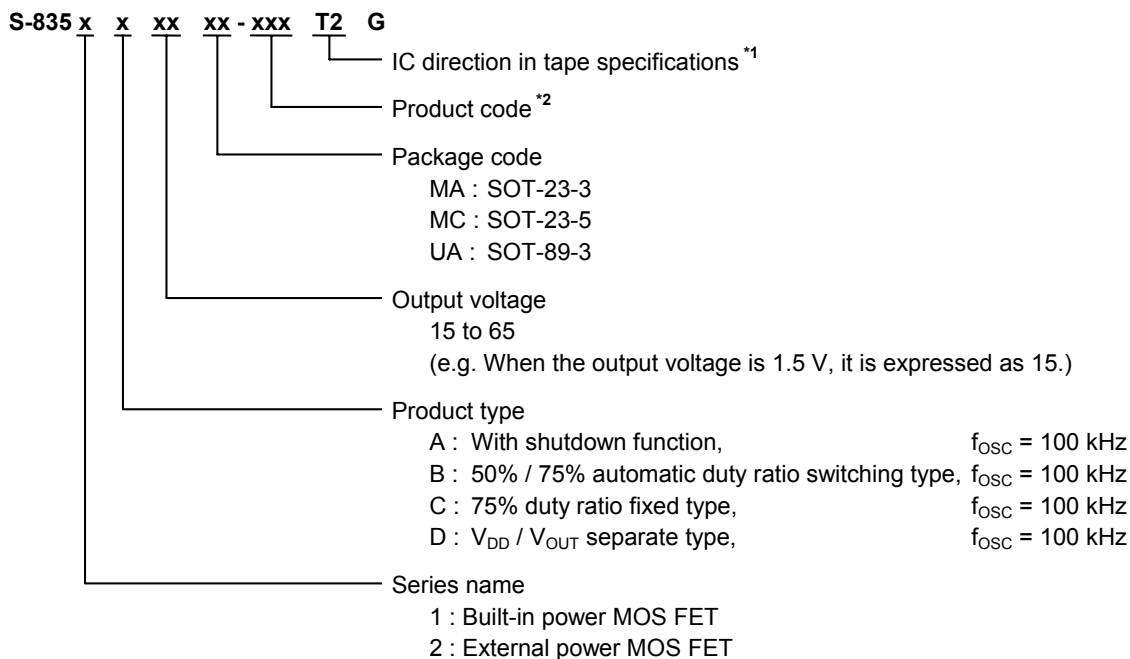 S-835 x x xx xx - xxx T2 G
IC direction in tape specifications *1
Product code *2
Package code
MA : SOT-23-3
MC : SOT-23-5
UA : SOT-89-3
Output voltage
15 to 65
(e.g. When the output voltage is 1.5 V, it is expressed as 15.)
Product type
A : With shutdown function, fOSC = 100 kHz
B : 50% / 75% automatic duty ratio switching type, fOSC = 100 kHz
C : 75% duty ratio fixed type, fOSC = 100 kHz
D : VDD / VOUT separate type, fOSC = 100 kHz
Series name
1 : Built-in power MOS FET
2 : External power MOS FET